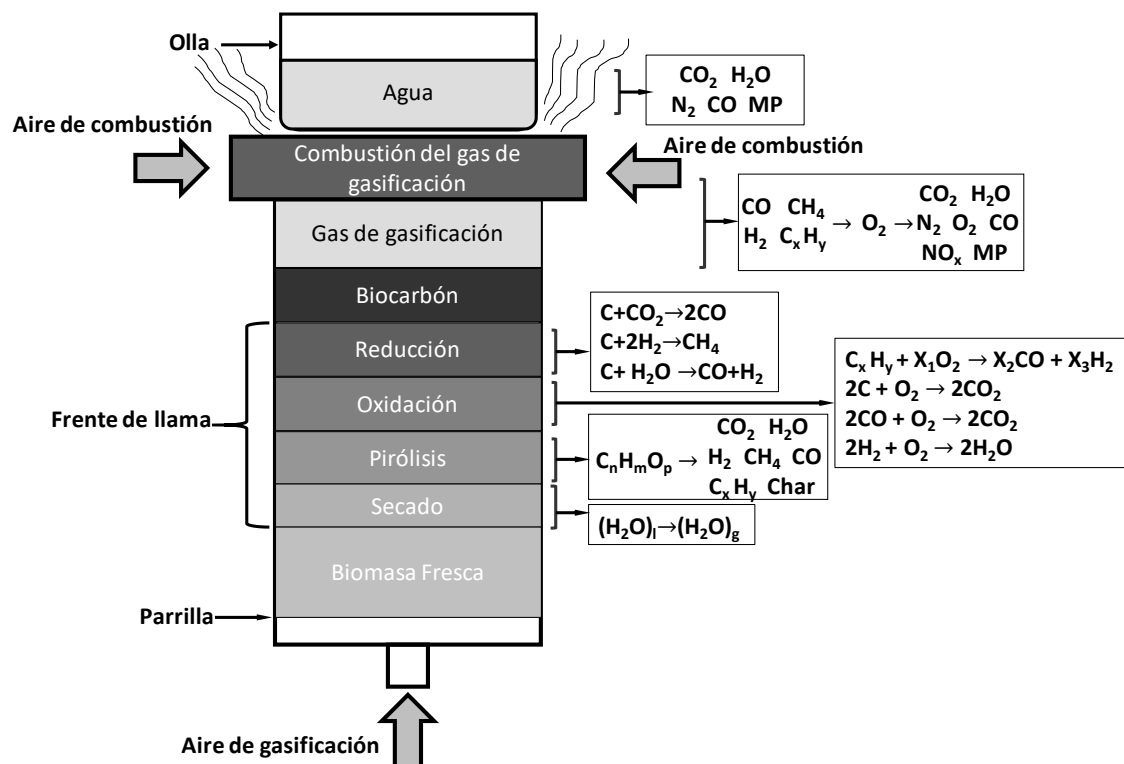 Olla
Agua
CO₂ H₂O
N₂ CO MP
Aire de combustión
Combustión del gas de
gasificación
Aire de combustión
Gas de gasificación
CO CH₄
H₂ CₓHᵧ → O₂ →
CO₂ H₂O
N₂ O₂ CO
NOₓ MP
Biocarbón
Frente de llama
Reducción
C+CO₂→2CO
C+2H₂→CH₄
C+ H₂O →CO+H₂
Oxidación
CₓHᵧ + X₁O₂ → X₂CO + X₃H₂
2C + O₂ → 2CO₂
2CO + O₂ → 2CO₂
2H₂ + O₂ → 2H₂O
Pirólisis
CₙHₘOₚ →
CO₂ H₂O
H₂ CH₄ CO
CₓHᵧ Char
Secado
(H₂O)ₗ→(H₂O)g
Biomasa Fresca
Parrilla
Aire de gasificación